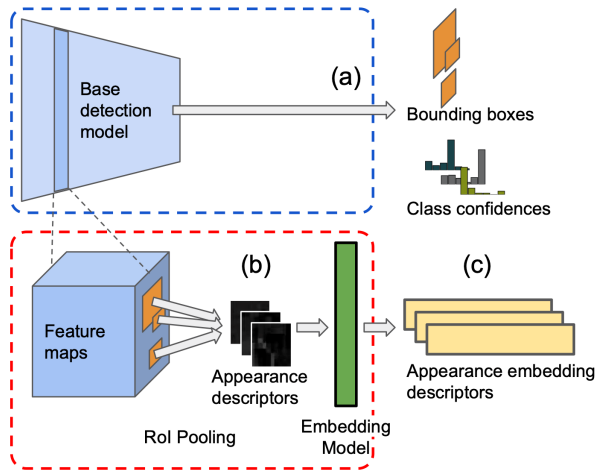 (a)
Base
detection
model
Bounding boxes
Class confidences
(b)
(c)
Feature
maps
Appearance
descriptors
Appearance embedding
descriptors
RoI Pooling
Embedding
Model